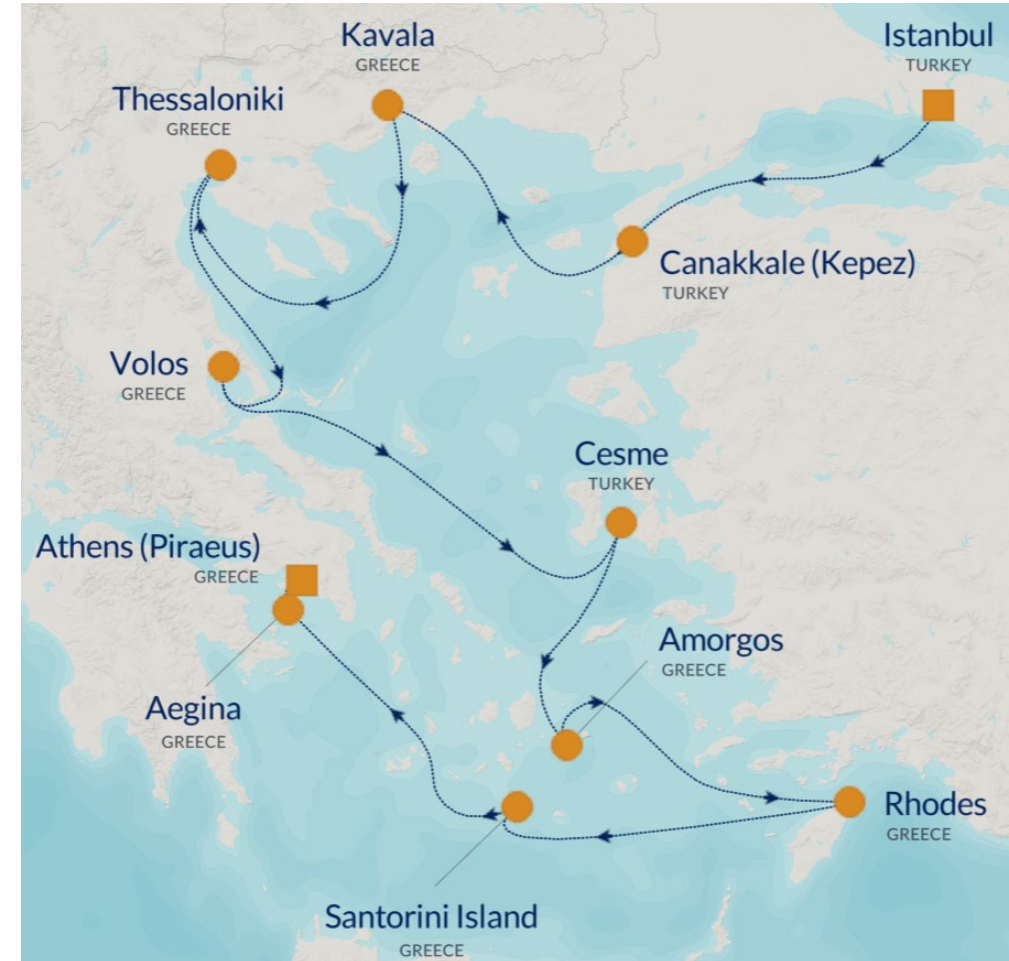 Kavala
GREECE
Istanbul
TURKEY
Thessaloniki
GREECE
Canakkale (Kepez)
TURKEY
Volos
GREECE
Cesme
TURKEY
Athens (Piraeus)
GREECE
Amorgos
GREECE
Aegina
GREECE
Rhodes
GREECE
Santorini Island
GREECE